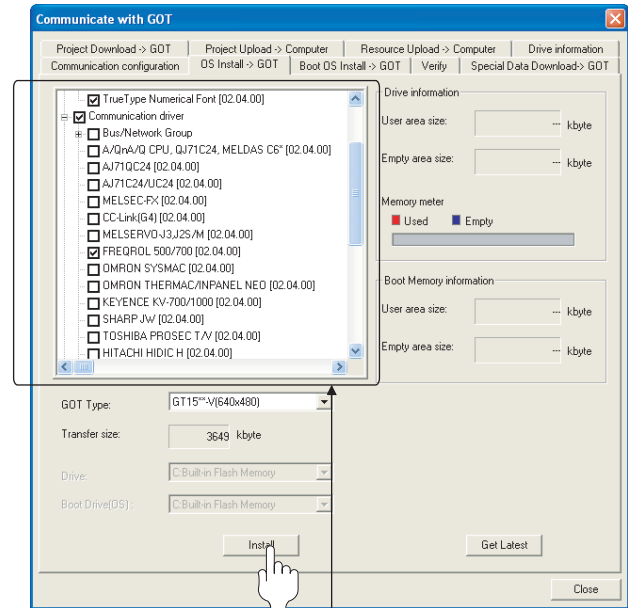 Communicate with GOT
Project Download -> GOT
Project Upload -> Computer
Resource Upload -> Computer
Drive information
Communication configuration
OS Install -> GOT
Boot OS Install -> GOT
Verify
Special Data Download-> GOT
TrueType Numerical Font [02.04.00]
Communication driver
Bus/Network Group
A/QnA/Q CPU, QJ71C24, MELDAS C6* [02.04.00]
AJ71QC24 [02.04.00]
AJ71C24/UC24 [02.04.00]
MELSEC-FX [02.04.00]
CC-Link(G4) [02.04.00]
MELSERVO-J3,J2S/M [02.04.00]
FREQROL 500/700 [02.04.00]
OMRON SYSMAC [02.04.00]
OMRON THERMAC/INPANEL NEO [02.04.00]
KEYENCE KV-700/1000 [02.04.00]
SHARP JW [02.04.00]
TOSHIBA PROSEC T/V [02.04.00]
HITACHI HIDIC H [02.04.00]
Drive information
User area size: --- kbyte
Empty area size: --- kbyte
Memory meter
Used Empty
Boot Memory information
User area size: --- kbyte
Empty area size: --- kbyte
GOT Type: GT15**-V(640x480)
Transfer size: 3649 kbyte
Drive: C:Built-in Flash Memory
Boot Drive(OS) : C:Built-in Flash Memory
Install
Get Latest
Close